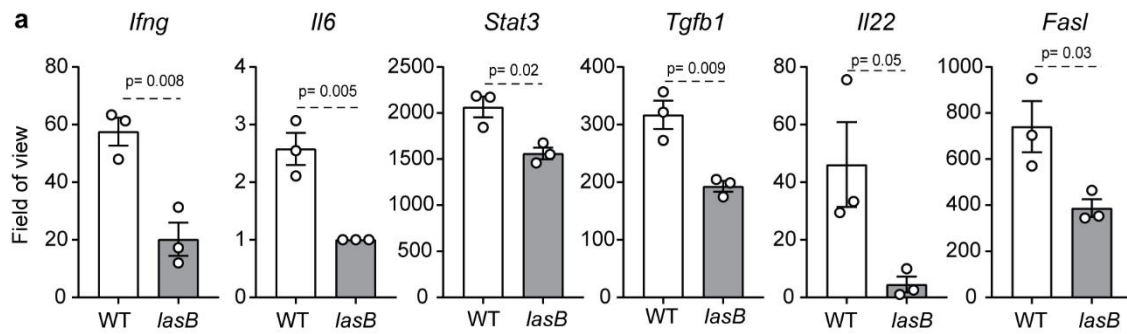 a
Ifng Il6 Stat3 Tgfb1 Il22 Fasl
80 4 2500 400 80 1000
p= 0.008 p= 0.005 p= 0.02 p= 0.009 p= 0.05 p= 0.03
2000 800
60 3 300 60
1500 600
40 2 200 40
1000 400
20 1 100 20
500 200
0 0 0 0 0 0
Field of view
WT lasB WT lasB WT lasB WT lasB WT lasB WT lasB